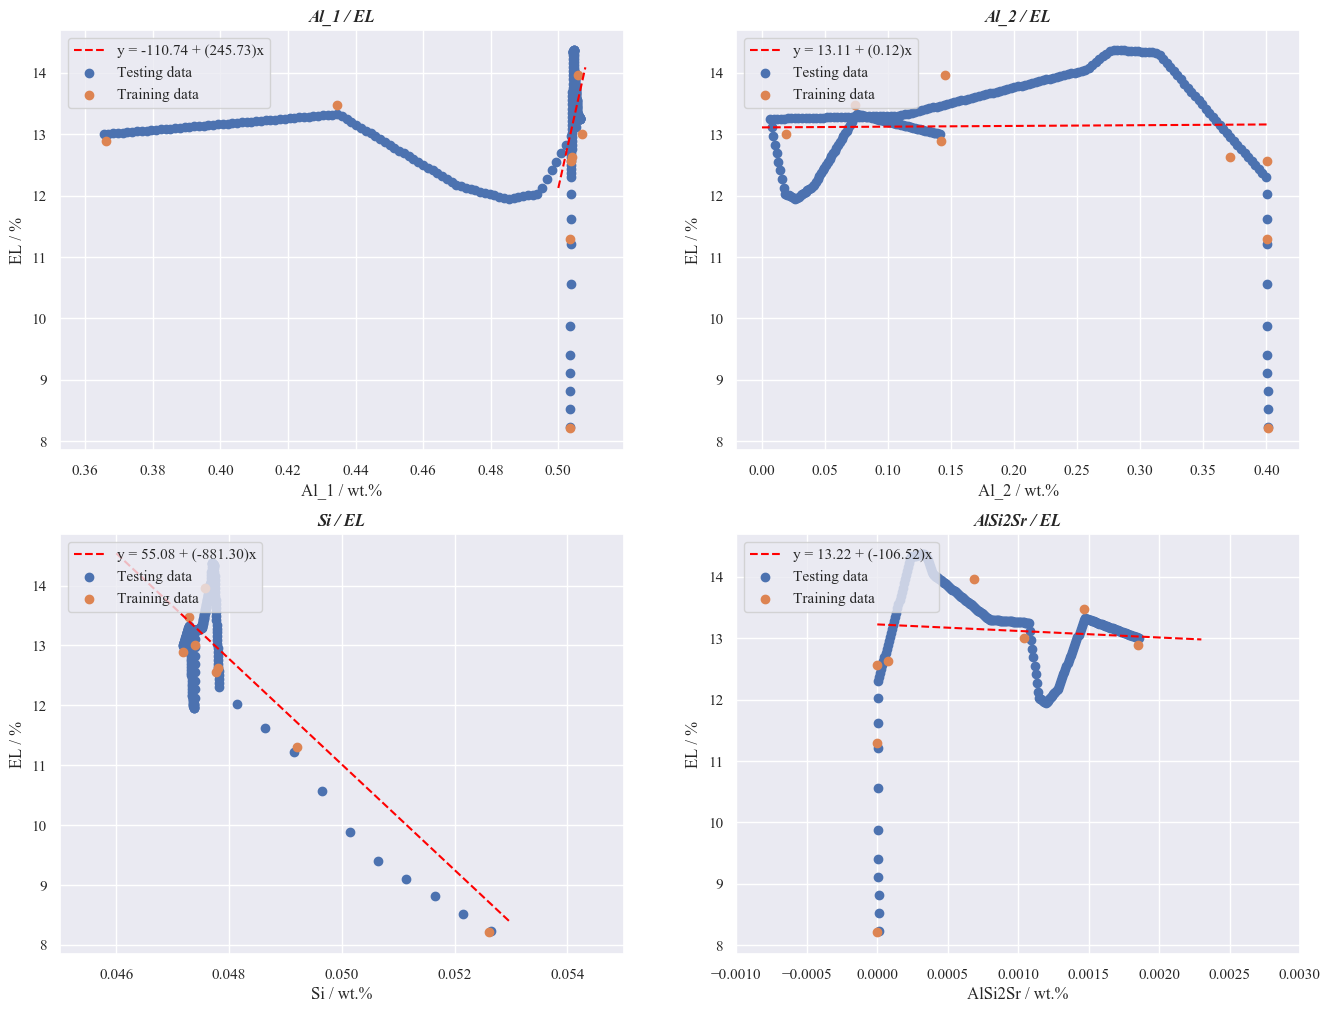 Al_1 / EL
y = -110.74 + (245.73)x
Testing data
Training data
14
13
12
11
10
9
8
EL / %
0.36
0.38
0.40
0.42
0.44
0.46
0.48
0.50
Al_1 / wt.%
Al_2 / EL
y = 13.11 + (0.12)x
Testing data
Training data
14
13
12
11
10
9
8
EL / %
0.00
0.05
0.10
0.15
0.20
0.25
0.30
0.35
0.40
Al_2 / wt.%
Si / EL
y = 55.08 + (-881.30)x
Testing data
Training data
14
13
12
11
10
9
8
EL / %
0.046
0.048
0.050
0.052
0.054
Si / wt.%
AlSi2Sr / EL
y = 13.22 + (-106.52)x
Testing data
Training data
14
13
12
11
10
9
8
EL / %
−0.0010
−0.0005
0.0000
0.0005
0.0010
0.0015
0.0020
0.0025
0.0030
AlSi2Sr / wt.%